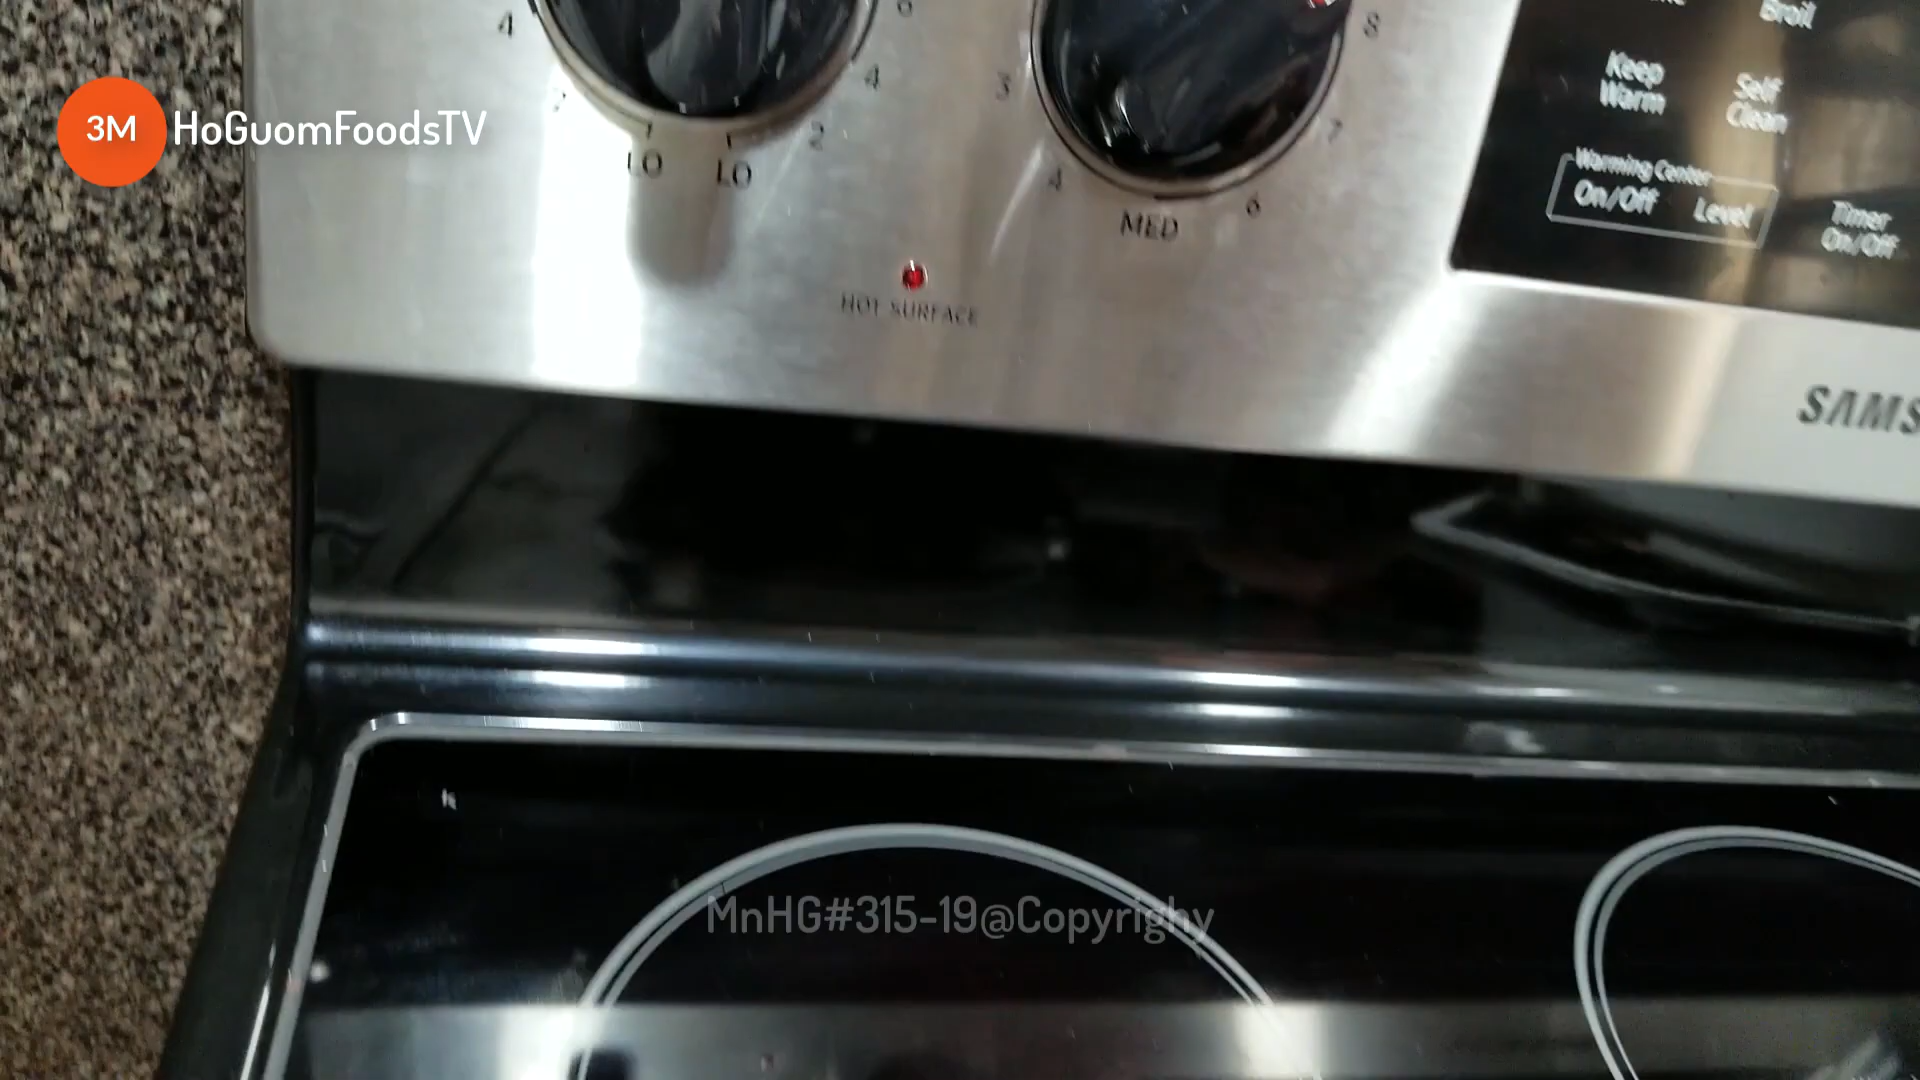 4
6
8
Broil
2
4
3
7
Keep
Warm
Self
Clean
3M HoGuomFoodsTV
LO
LO
2
4
6
MED
Warming Center
On/Off Level
Timer
On/Off
HOT SURFACE
SAMS
MnHG#315-19@Copyrighy